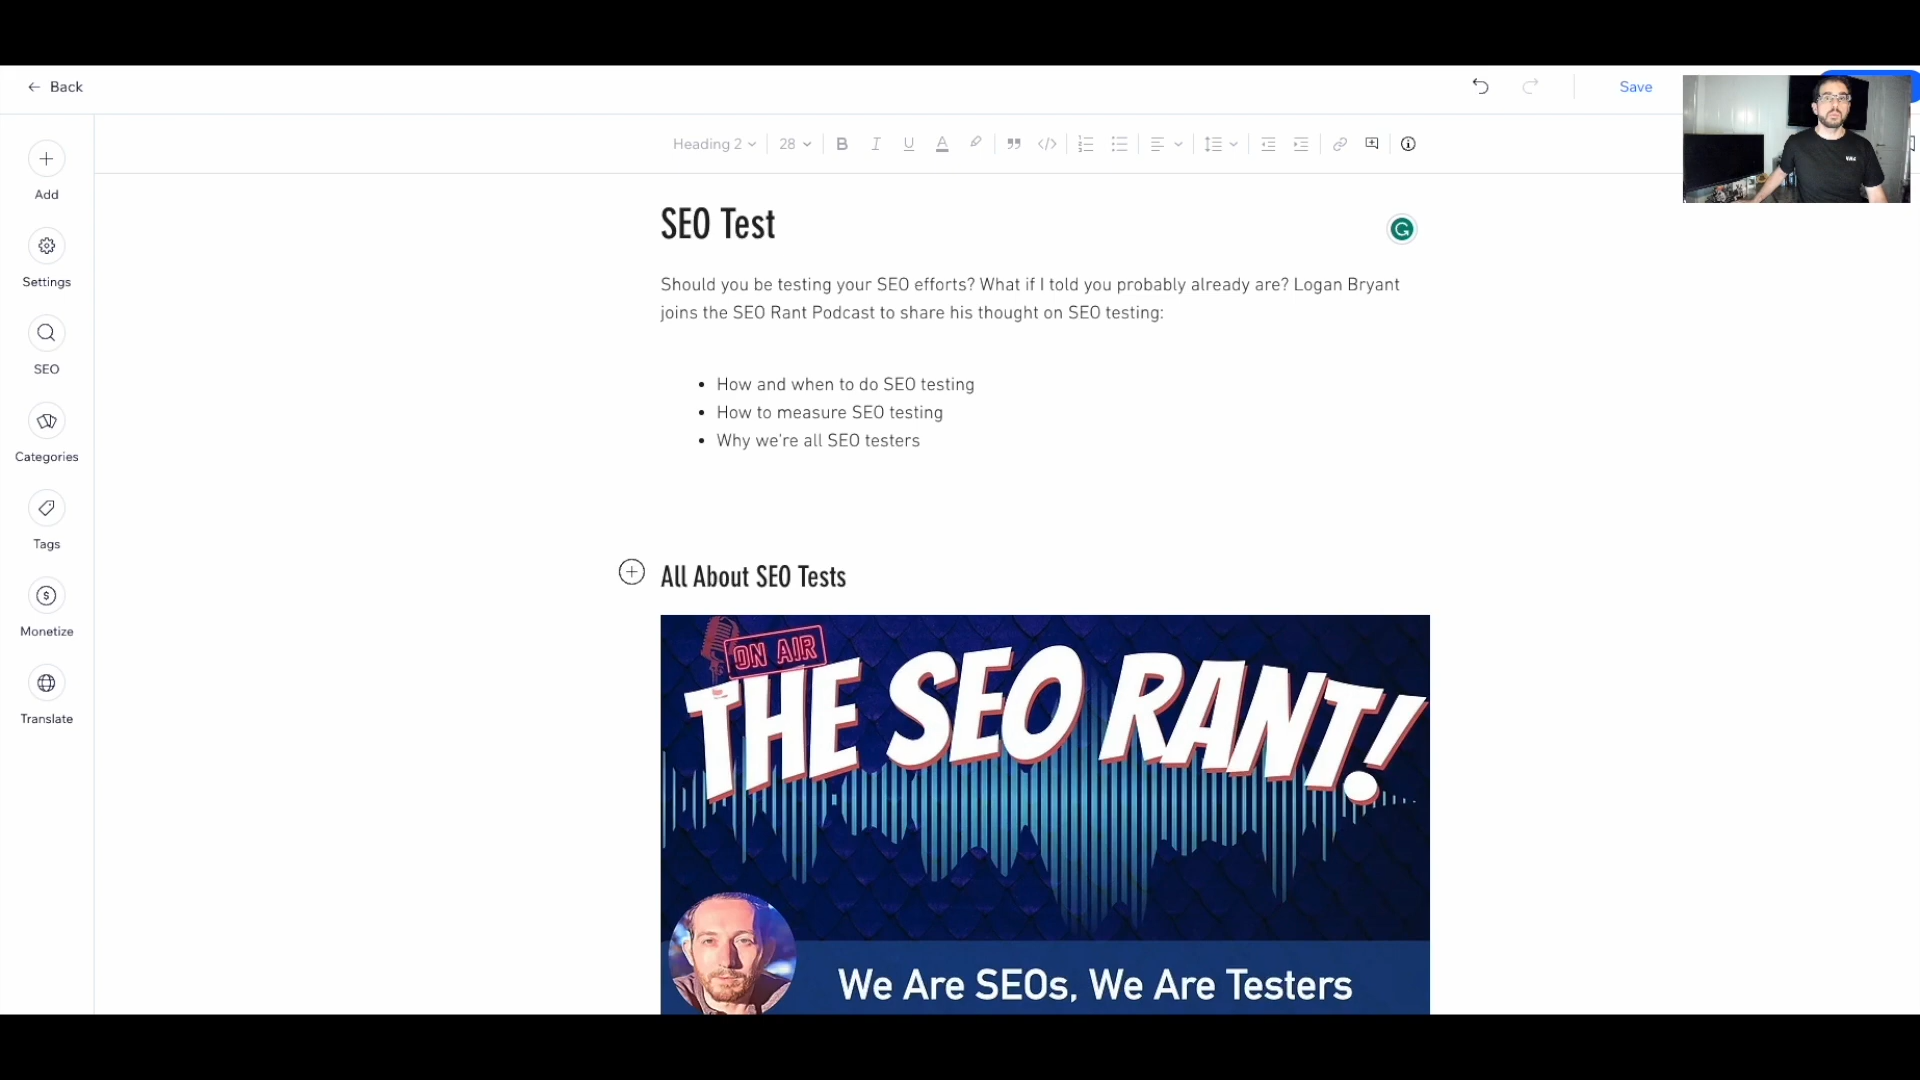 Back
Save
Heading 2
28
B
I
U
A
Add
Settings
SEO
Categories
Tags
Monetize
Translate
SEO Test
Should you be testing your SEO efforts? What if I told you probably already are? Logan Bryant
joins the SEO Rant Podcast to share his thought on SEO testing:
How and when to do SEO testing
How to measure SEO testing
Why we're all SEO testers
All About SEO Tests
ON AIR
THE SEO RANT!
We Are SEOs, We Are Testers